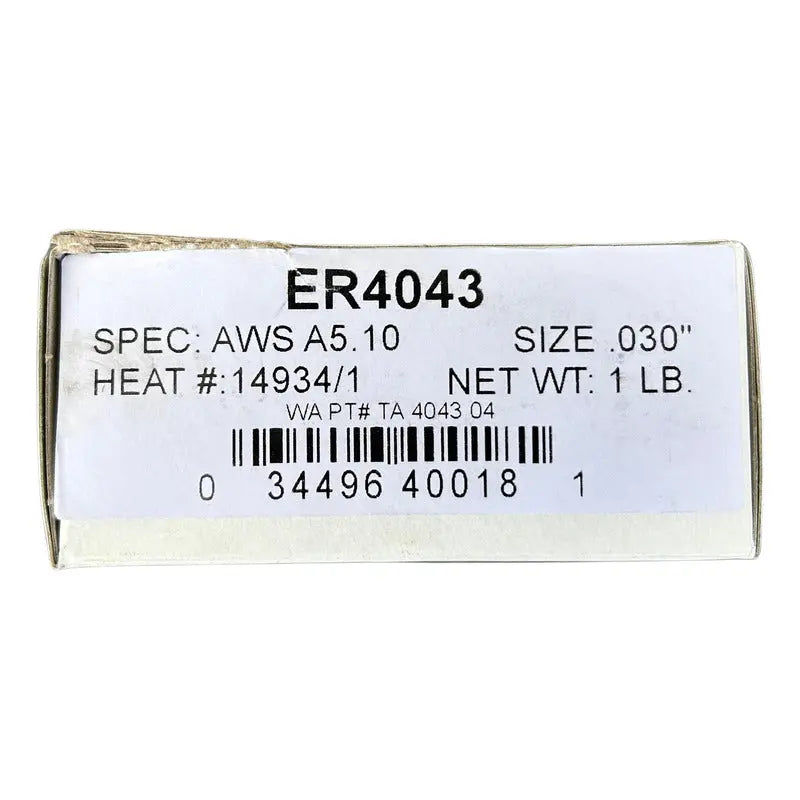 ER4043
SPEC: AWS A5.10 SIZE .030"
HEAT #:14934/1 NET WT: 1 LB.
WA PT# TA 4043 04
0 34496 40018 1